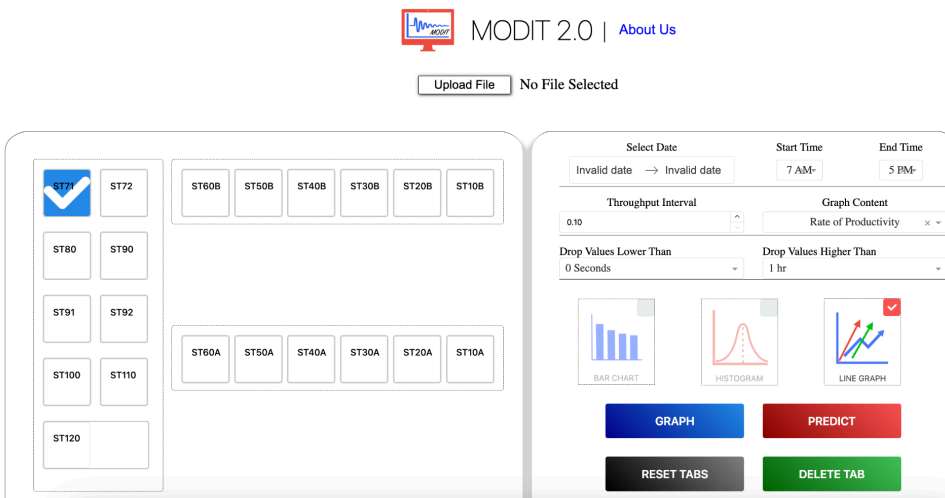 MODIT
MODIT 2.0 | About Us
Upload File No File Selected
ST71 ST72
ST80 ST90
ST91 ST92
ST100 ST110
ST120
ST60B ST50B ST40B ST30B ST20B ST10B
ST60A ST50A ST40A ST30A ST20A ST10A
Select Date Start Time End Time
Invalid date → Invalid date 7 AM 5 PM
Throughput Interval Graph Content
0.10 Rate of Productivity ×
Drop Values Lower Than Drop Values Higher Than
0 Seconds 1 hr
BAR CHART HISTOGRAM LINE GRAPH
GRAPH PREDICT
RESET TABS DELETE TAB